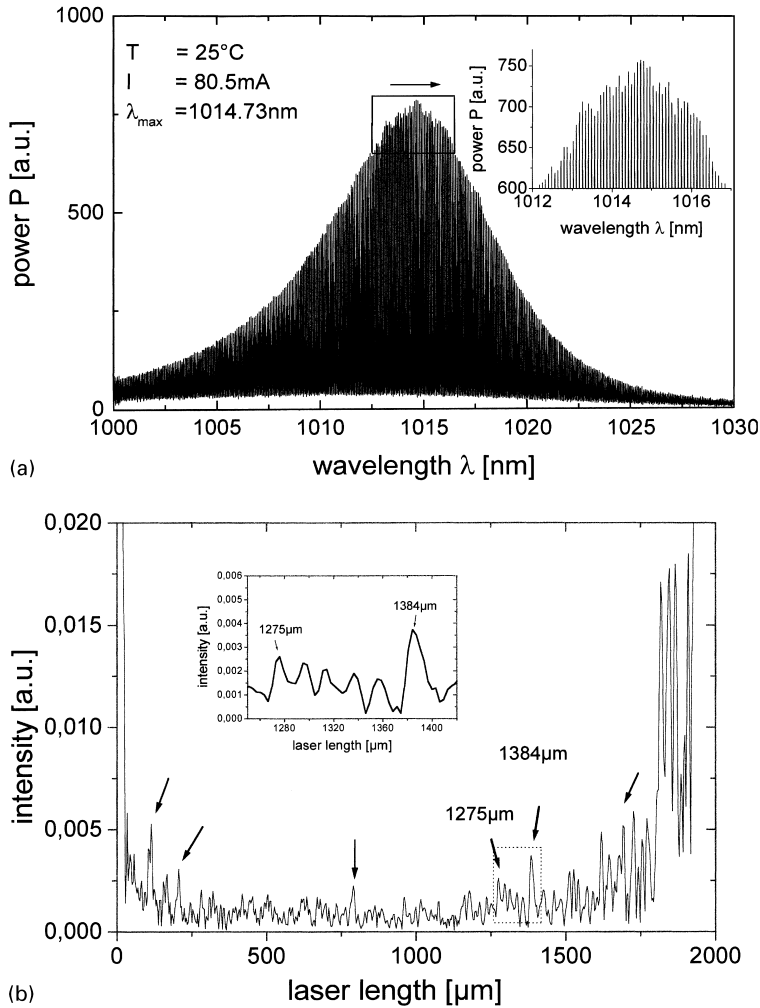 1000
500
0
power P [a.u.]
T = 25°C
I = 80.5mA
λmax =1014.73nm
750
700
650
600
power P [a.u.]
1012 1014 1016
wavelength λ [nm]
1000 1005 1010 1015 1020 1025 1030
wavelength λ [nm]
(a)
0,020
0,015
0,010
0,005
0,000
intensity [a.u.]
0,006
0,005
0,004
0,003
0,002
0,001
0,000
intensity [a.u.]
1275µm
1384µm
1280 1320 1360 1400
laser length [µm]
1384µm
1275µm
0 500 1000 1500 2000
laser length [µm]
(b)